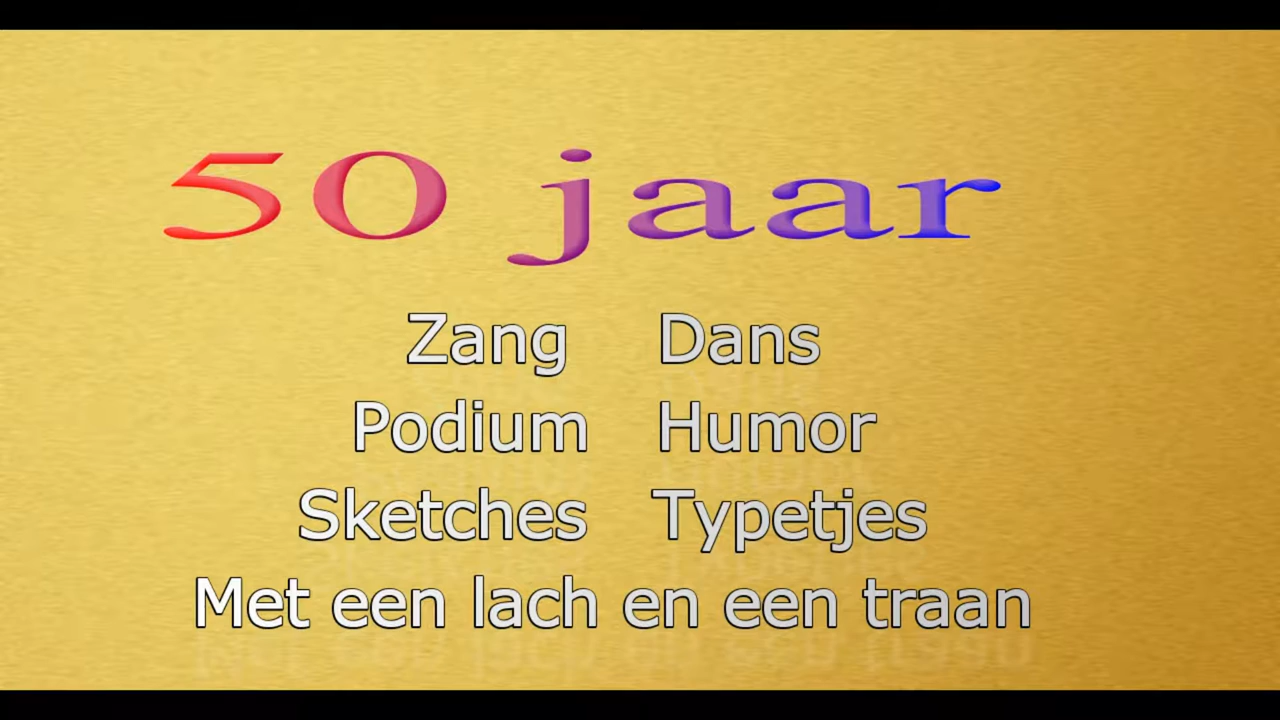 50 jaar
Zang Dans
Podium Humor
Sketches Typetjes
Met een lach en een traan